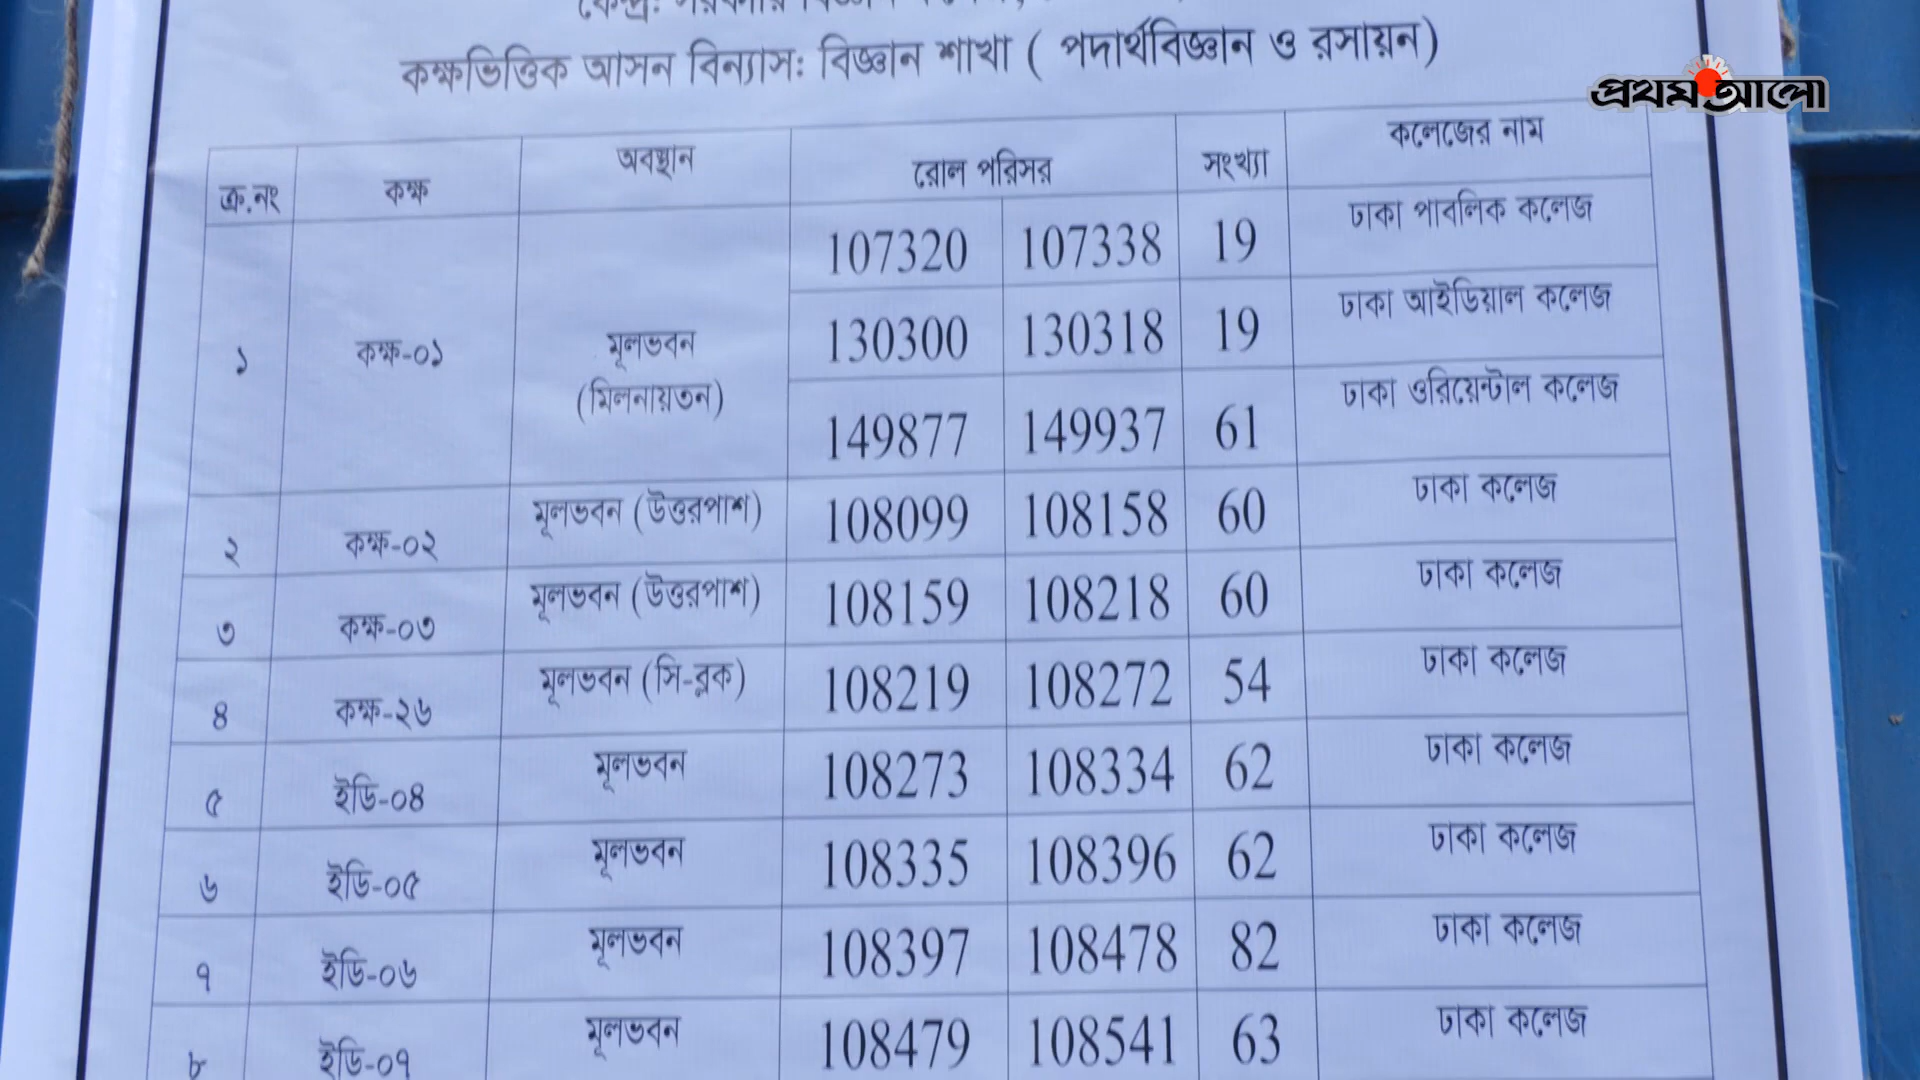 কক্ষভিত্তিক আসন বিন্যাস: বিজ্ঞান শাখা ( পদার্থবিজ্ঞান ও রসায়ন)
প্রথম আলো
ক্র.নং কক্ষ অবস্থান রোল পরিসর সংখ্যা কলেজের নাম
১ কক্ষ-০১ মূলভবন (মিলনায়তন) 107320 107338 19 ঢাকা পাবলিক কলেজ
130300 130318 19 ঢাকা আইডিয়াল কলেজ
149877 149937 61 ঢাকা ওরিয়েন্টাল কলেজ
২ কক্ষ-০২ মূলভবন (উত্তরপাশ) 108099 108158 60 ঢাকা কলেজ
৩ কক্ষ-০৩ মূলভবন (উত্তরপাশ) 108159 108218 60 ঢাকা কলেজ
৪ কক্ষ-২৬ মূলভবন (সি-ব্লক) 108219 108272 54 ঢাকা কলেজ
৫ ইডি-০৪ মূলভবন 108273 108334 62 ঢাকা কলেজ
৬ ইডি-০৫ মূলভবন 108335 108396 62 ঢাকা কলেজ
৭ ইডি-০৬ মূলভবন 108397 108478 82 ঢাকা কলেজ
৮ ইডি-০৭ মূলভবন 108479 108541 63 ঢাকা কলেজ